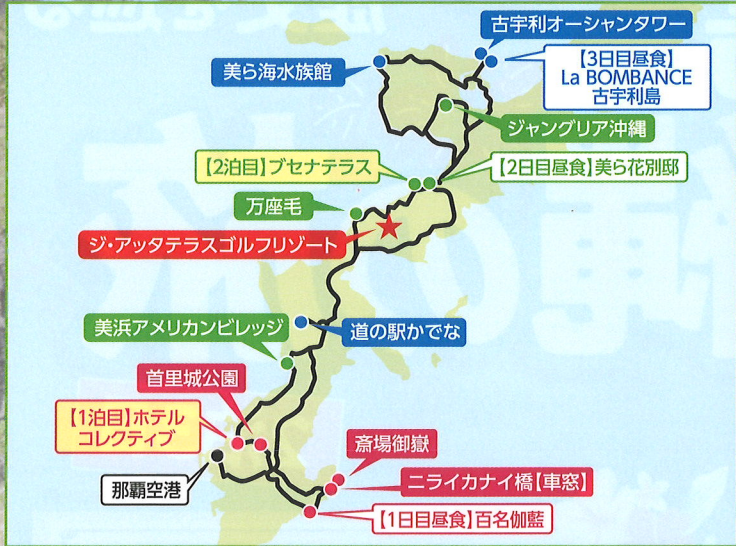 古宇利オーシャンタワー
【3日目昼食】
La BOMBANCE
古宇利島
美ら海水族館
ジャングリア沖縄
【2泊目】ブセナテラス
【2日目昼食】美ら花別邸
万座毛
ジ・アッタテラスゴルフリゾート
美浜アメリカンビレッジ
道の駅かでな
首里城公園
【1泊目】ホテル
コレクティブ
斎場御嶽
那覇空港
ニライカナイ橋【車窓】
【1日目昼食】百名伽藍